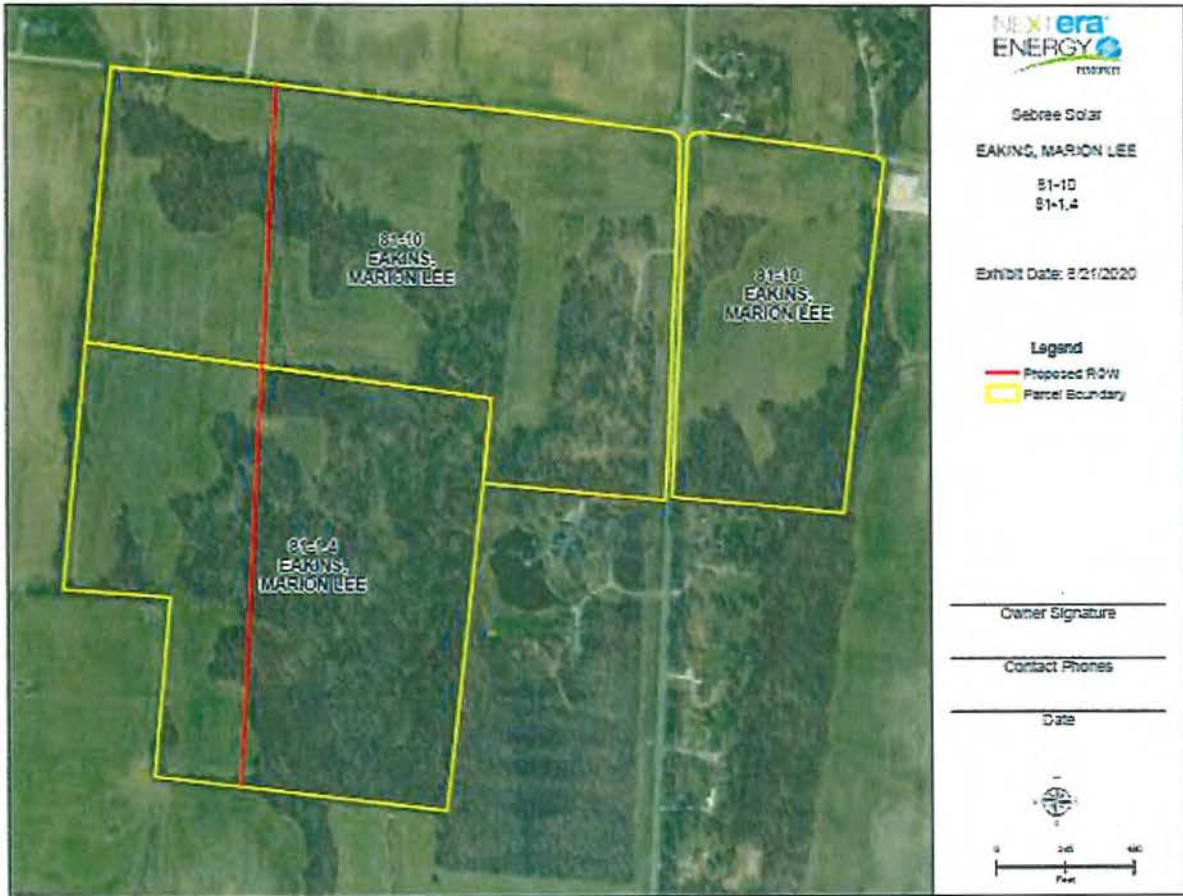 81-10
EAKINS,
MARION LEE
81-10
EAKINS,
MARION LEE
81-1.4
EAKINS,
MARION LEE
NEXTera
ENERGY
RESOURCES
Sebree Solar
EAKINS, MARION LEE
81-10
81-1.4
Exhibit Date: 8/21/2020
Legend
Proposed ROW
Parcel Boundary
Owner Signature
Contact Phones
Date
0
Feet